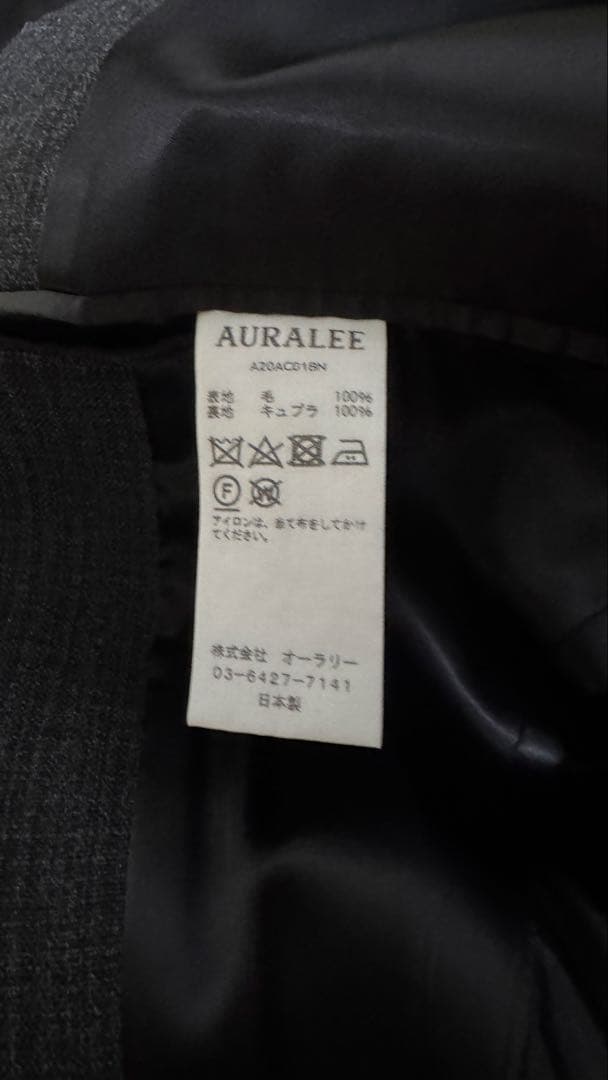 AURALEE
A20AC01BN
表地 毛 100%
裏地 キュプラ 100%
F W
アイロンは、当て布をしてかけ
てください。
株式会社 オーラリー
03-6427-7141
日本製